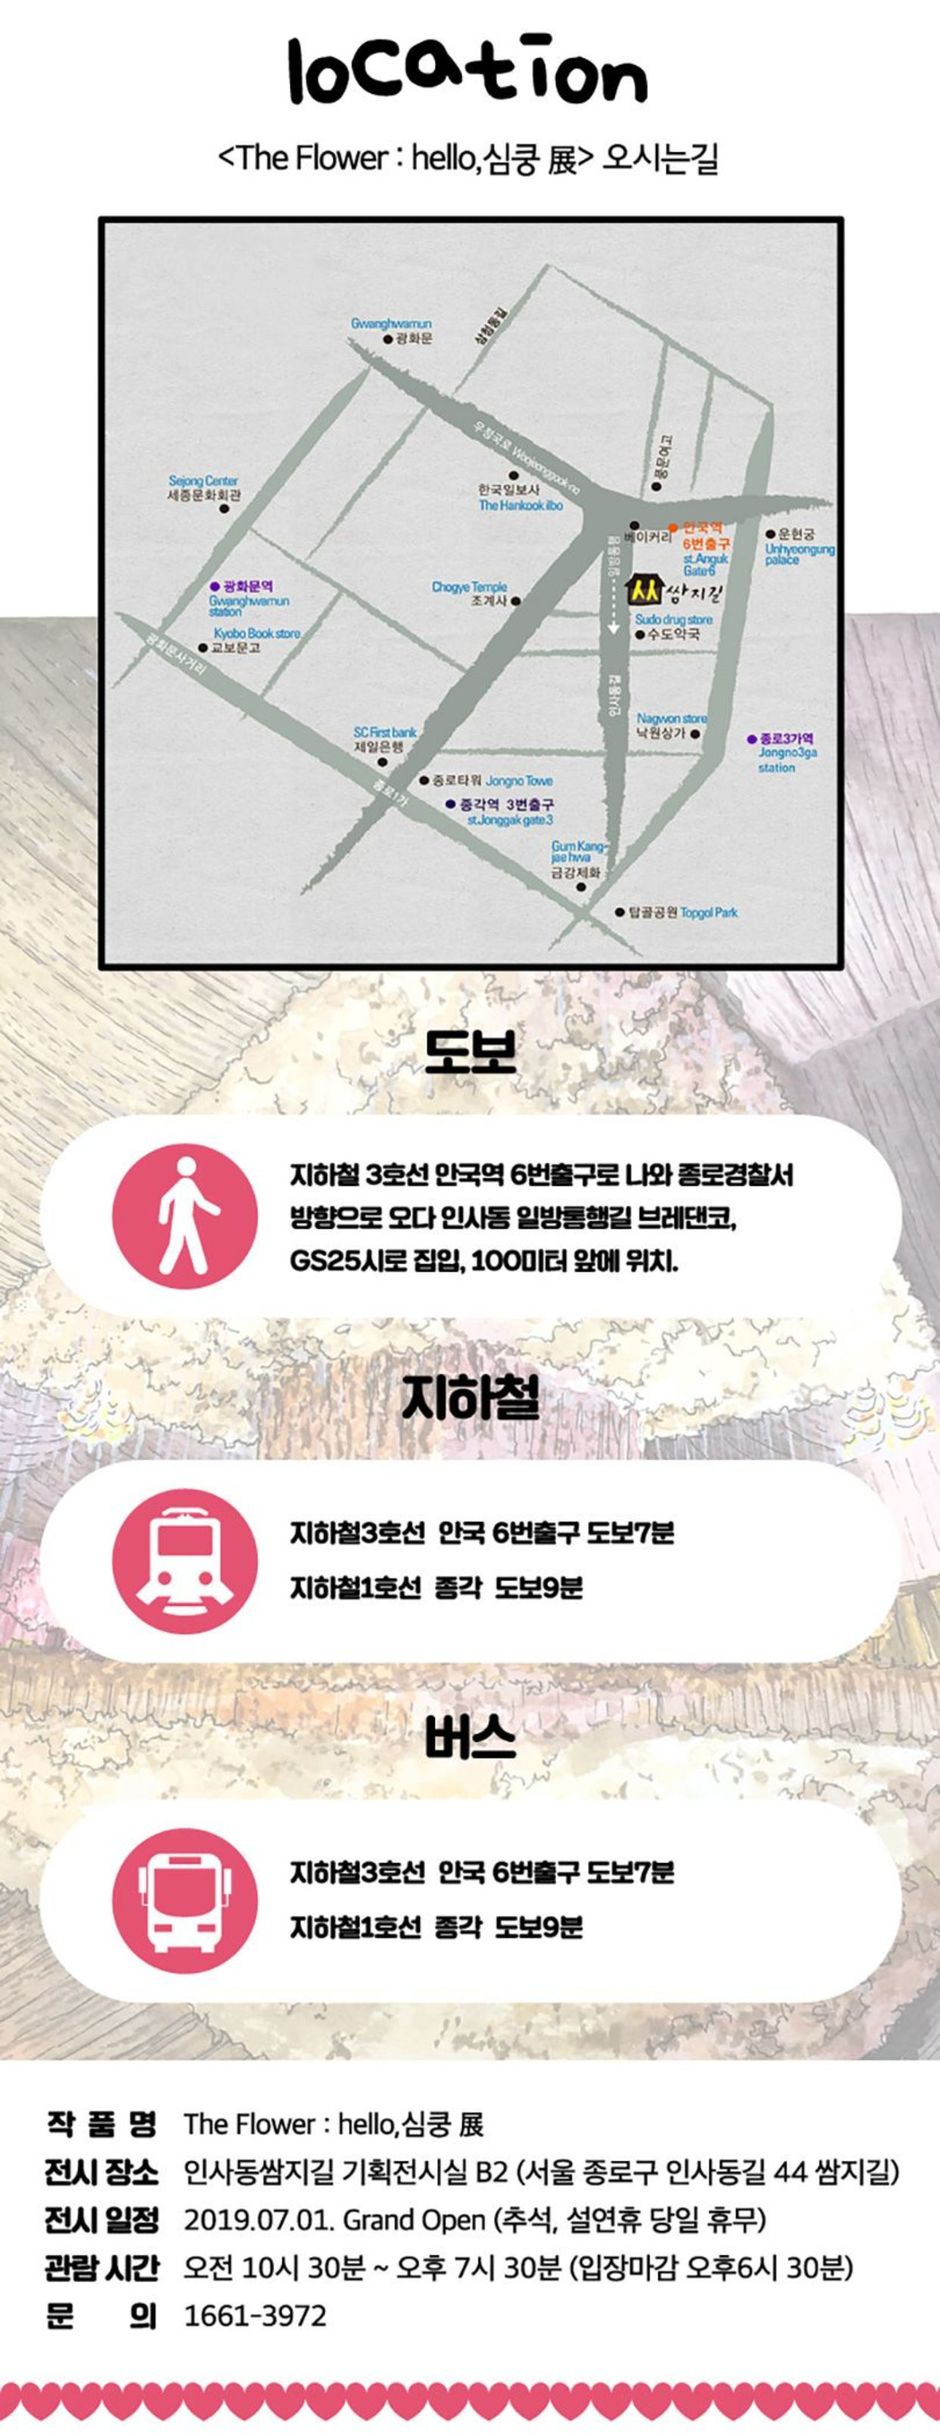 location
<The Flower : hello,심쿵 展> 오시는길
Gwanghwamun
광화문
삼청동길
우정국로 Woojeonggook-no
Sejong Center
세종문화회관
한국일보사
The Hankook ilbo
풍문여고
베이커리
안국역
6번출구
st.Anguk
Gate6
운현궁
Unhyeongung
palace
일방통행
쌈지길
광화문역
Gwanghwamun
station
Chogye Temple
조계사
Sudo drug store
수도약국
Kyobo Book store
교보문고
광화문사거리
인사동길
Nagwon store
낙원상가
SC First bank
제일은행
종로3가역
Jongno3ga
station
종로타워 Jongno Towe
종로1가
종각역 3번출구
st.Jonggak gate3
Gum Kang-
jae hwa
금강제화
탑골공원 Topgol Park
도보
지하철 3호선 안국역 6번출구로 나와 종로경찰서
방향으로 오다 인사동 일방통행길 브레댄코,
GS25시로 집입, 100미터 앞에 위치.
지하철
지하철3호선 안국 6번출구 도보7분
지하철1호선 종각 도보9분
버스
지하철3호선 안국 6번출구 도보7분
지하철1호선 종각 도보9분
작 품 명 The Flower : hello,심쿵 展
전시 장소 인사동쌈지길 기획전시실 B2 (서울 종로구 인사동길 44 쌈지길)
전시 일정 2019.07.01. Grand Open (추석, 설연휴 당일 휴무)
관람 시간 오전 10시 30분 ~ 오후 7시 30분 (입장마감 오후6시 30분)
문 의 1661-3972